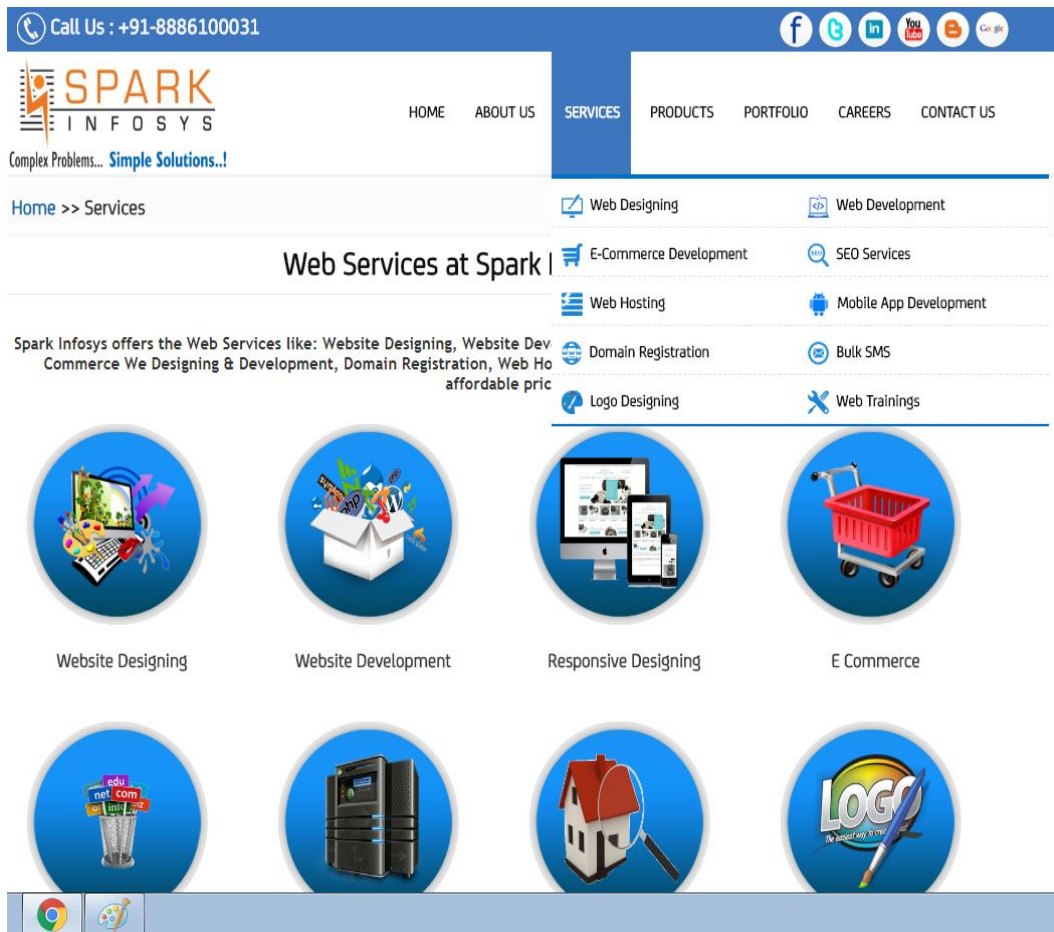 Call Us : +91-8886100031
You Tube
SPARK
INFOSYS
Complex Problems... Simple Solutions..!
HOME ABOUT US SERVICES PRODUCTS PORTFOLIO CAREERS CONTACT US
Home >> Services
Web Designing Web Development
E-Commerce Development SEO Services
Web Hosting Mobile App Development
Domain Registration Bulk SMS
Logo Designing Web Trainings
Web Services at Spark
Spark Infosys offers the Web Services like: Website Designing, Website Dev
Commerce We Designing & Development, Domain Registration, Web Ho
affordable pric
Website Designing Website Development Responsive Designing E Commerce
php
edu
net com
info
LOGO